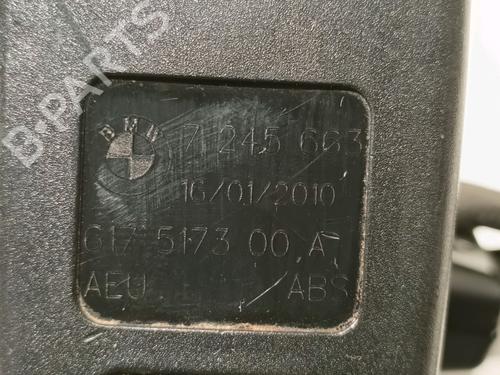 B-PARTS
BMW
7 245 663
16/01/2010
617 5173 00 A
AEU ABS